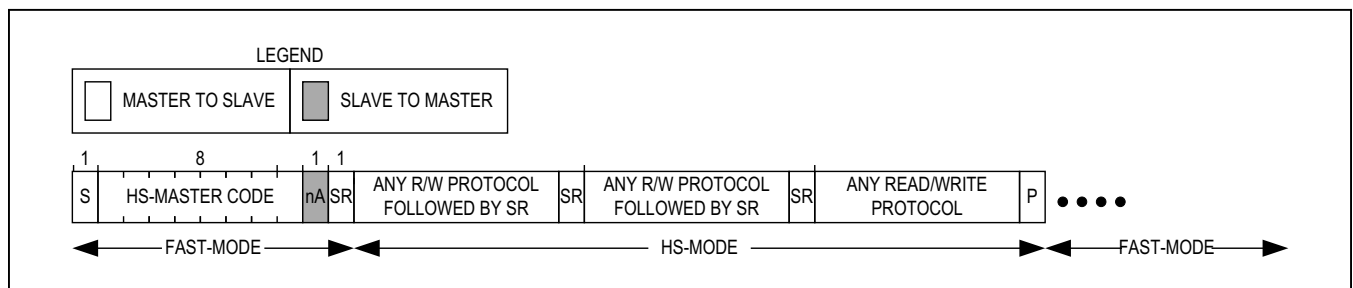 LEGEND
MASTER TO SLAVE SLAVE TO MASTER
1 8 1 1
S HS-MASTER CODE nA SR ANY R/W PROTOCOL FOLLOWED BY SR SR ANY R/W PROTOCOL FOLLOWED BY SR SR ANY READ/WRITE PROTOCOL P
FAST-MODE HS-MODE FAST-MODE